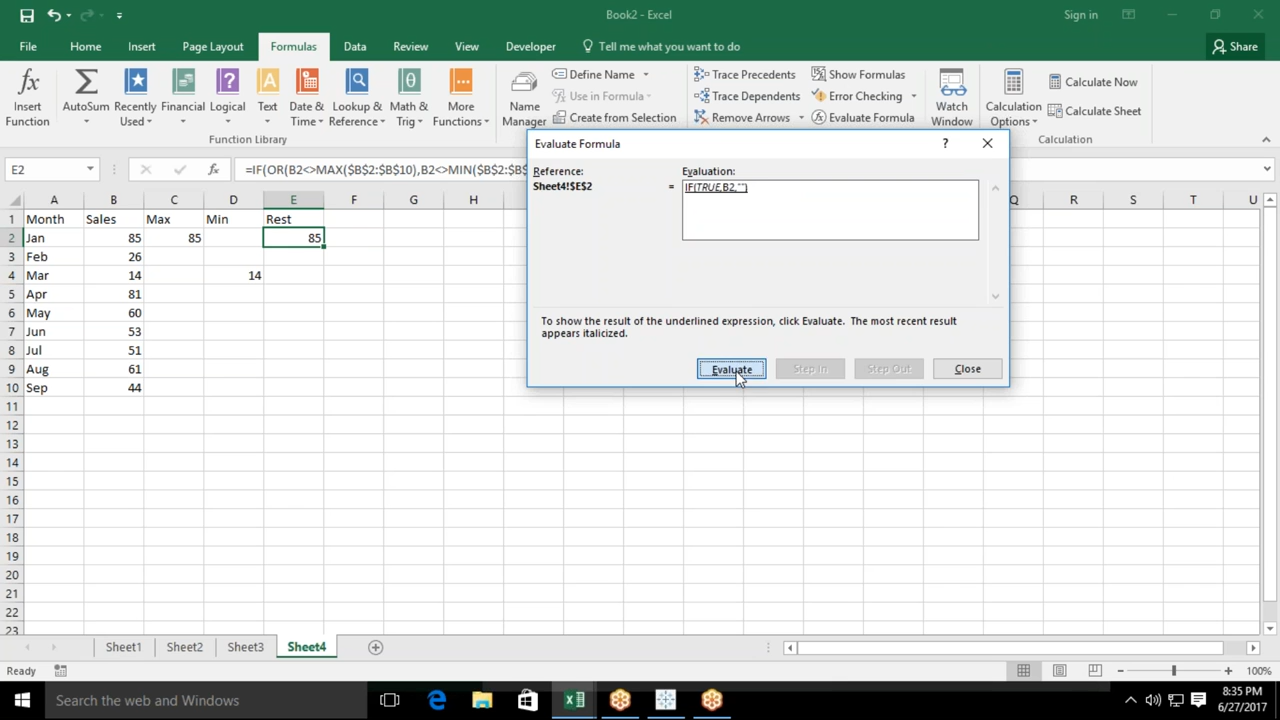 Book2 - Excel
Sign in
File Home Insert Page Layout Formulas Data Review View Developer Tell me what you want to do Share
Insert Function
AutoSum
Recently Used
Financial
Logical
Text
Date & Time
Lookup & Reference
Math & Trig
More Functions
Function Library
Name Manager
Define Name
Use in Formula
Create from Selection
Trace Precedents
Trace Dependents
Remove Arrows
Show Formulas
Error Checking
Evaluate Formula
Watch Window
Calculation Options
Calculate Now
Calculate Sheet
Calculation
E2 fx =IF(OR(B2<>MAX($B$2:$B$10),B2<>MIN($B$2:$B$
Evaluate Formula ?
Reference: Evaluation:
Sheet4!$E$2 = IF(TRUE,B2,"")
To show the result of the underlined expression, click Evaluate. The most recent result
appears italicized.
Evaluate Step In Step Out Close
A B C D E F G H Q R S T U
1 Month Sales Max Min Rest
2 Jan 85 85 85
3 Feb 26
4 Mar 14 14
5 Apr 81
6 May 60
7 Jun 53
8 Jul 51
9 Aug 61
10 Sep 44
11
12
13
14
15
16
17
18
19
20
21
22
23
Sheet1 Sheet2 Sheet3 Sheet4
Ready 100%
Search the web and Windows
8:35 PM
6/27/2017